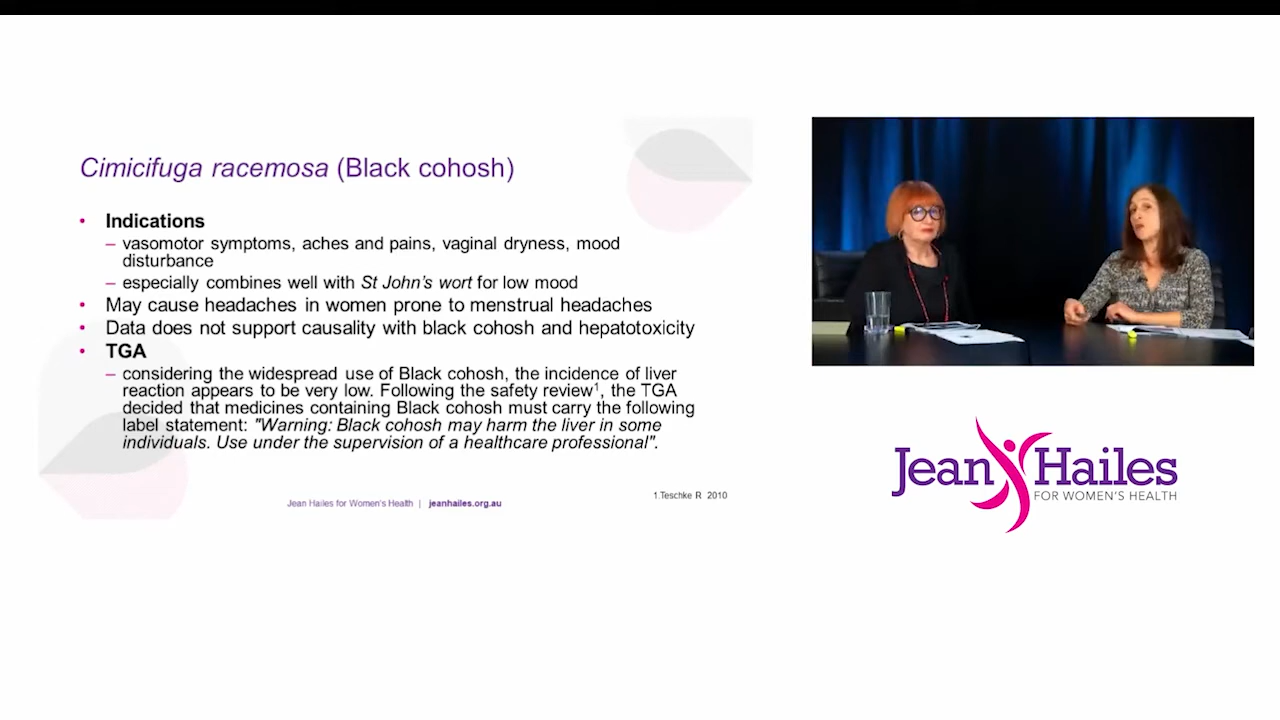 Cimicifuga racemosa (Black cohosh)
• Indications
– vasomotor symptoms, aches and pains, vaginal dryness, mood
disturbance
– especially combines well with St John's wort for low mood
• May cause headaches in women prone to menstrual headaches
• Data does not support causality with black cohosh and hepatotoxicity
• TGA
– considering the widespread use of Black cohosh, the incidence of liver
reaction appears to be very low. Following the safety review¹, the TGA
decided that medicines containing Black cohosh must carry the following
label statement: "Warning: Black cohosh may harm the liver in some
individuals. Use under the supervision of a healthcare professional".
1.Teschke R 2010
Jean Hailes for Women's Health | jeanhailes.org.au
Jean Hailes
FOR WOMEN'S HEALTH